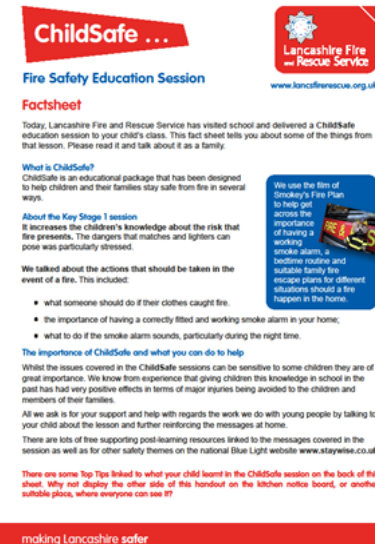 ChildSafe ...
Lancashire Fire
and Rescue Service
Fire Safety Education Session
www.lancsfirerescue.org.uk
Factsheet
Today, Lancashire Fire and Rescue Service has visited school and delivered a ChildSafe
education session to your child's class. This fact sheet tells you about some of the things from
that lesson. Please read it and talk about it as a family.
What is ChildSafe?
ChildSafe is an educational package that has been designed
to help children and their families stay safe from fire in several
ways.
About the Key Stage 1 session
It increases the children's knowledge about the risk that
fire presents. The dangers that matches and lighters can
pose was particularly stressed.
We use the film of
Smokey's Fire Plan
to help get
across the
importance
of having a
working
smoke alarm, a
bedtime routine and
suitable family fire
escape plans for different
situations should a fire
happen in the home.
FIRE &
We talked about the actions that should be taken in the
event of a fire. This included:
what someone should do if their clothes caught fire.
the importance of having a correctly fitted and working smoke alarm in your home;
what to do if the smoke alarm sounds, particularly during the night time.
The importance of ChildSafe and what you can do to help
Whilst the issues covered in the ChildSafe sessions can be sensitive to some children they are of
great importance. We know from experience that giving children this knowledge in school in the
past has had very positive effects in terms of major injuries being avoided to the children and
members of their families.
All we ask is for your support and help with regards the work we do with young people by talking to
your child about the lesson and further reinforcing the messages at home.
There are lots of free supporting post-learning resources linked to the messages covered in the
session as well as for other safety themes on the national Blue Light website www.staywise.co.uk
There are some Top Tips linked to what your child learnt in the ChildSafe session on the back of this
sheet. Why not display the other side of this handout on the kitchen notice board, or another
suitable place, where everyone can see it?
making Lancashire safer